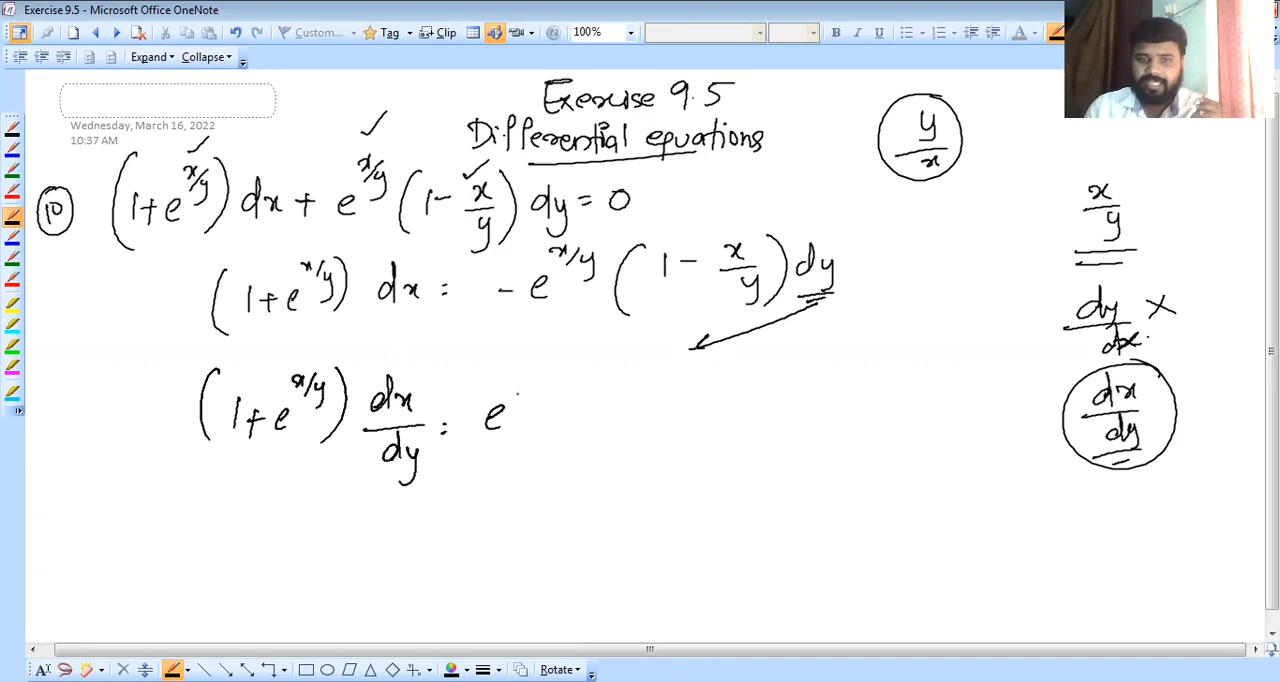 Exercise 9.5 - Microsoft Office OneNote
Custom... Tag Clip 100% B I U A
Expand Collapse
Wednesday, March 16, 2022
10:37 AM
Exercise 9.5
Differential equations
y/x
(10) (1+e^{x/y}) dx + e^{x/y} (1 - x/y) dy = 0
x/y
(1+e^{x/y}) dx = - e^{x/y} (1 - x/y) dy
dy/dx ×
(1+e^{x/y}) dx/dy = e
dx/dy
Rotate